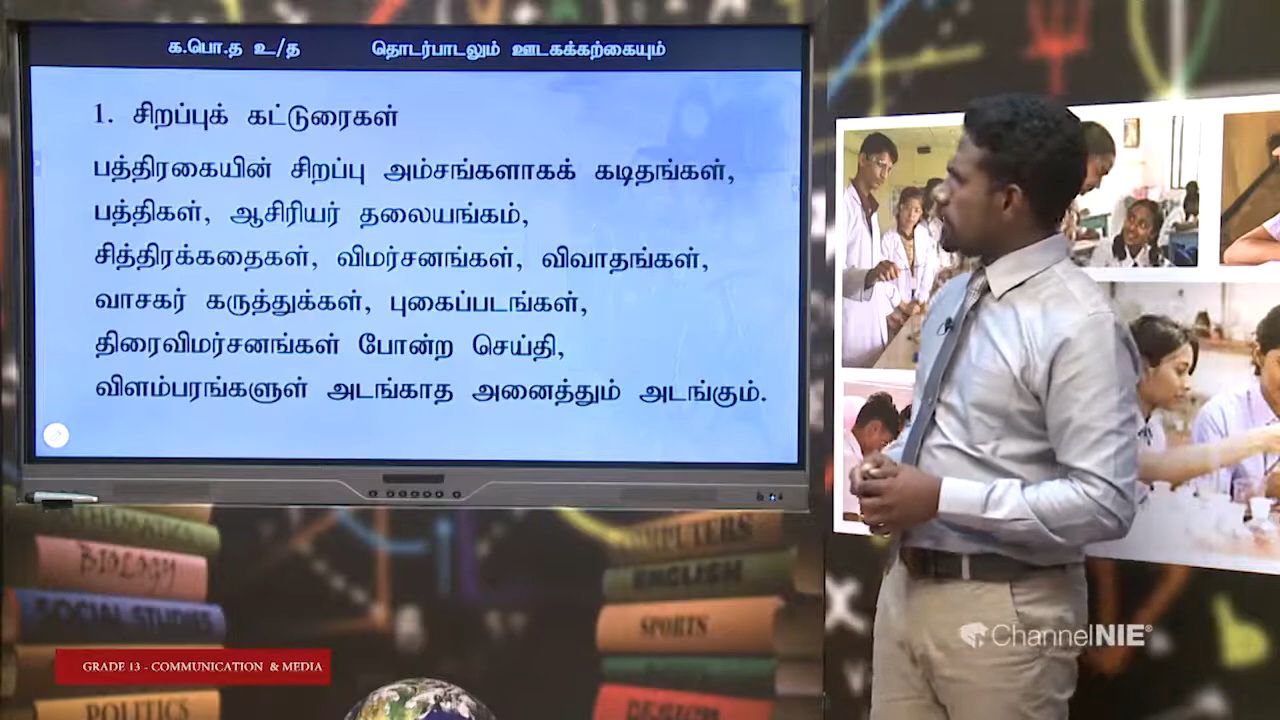 க.பொ.த உ/த தொடர்பாடலும் ஊடகக்கற்கையும்
1. சிறப்புக் கட்டுரைகள்
பத்திரகையின் சிறப்பு அம்சங்களாகக் கடிதங்கள்,
பத்திகள், ஆசிரியர் தலையங்கம்,
சித்திரக்கதைகள், விமர்சனங்கள், விவாதங்கள்,
வாசகர் கருத்துக்கள், புகைப்படங்கள்,
திரைவிமர்சனங்கள் போன்ற செய்தி,
விளம்பரங்களுள் அடங்காத அனைத்தும் அடங்கும்.
MATHEMATICS
BIOLOGY
SOCIAL STUDIES
POLITICS
COMPUTERS
ENGLISH
SPORTS
DESIGN
GRADE 13 - COMMUNICATION & MEDIA
ChannelNIE®